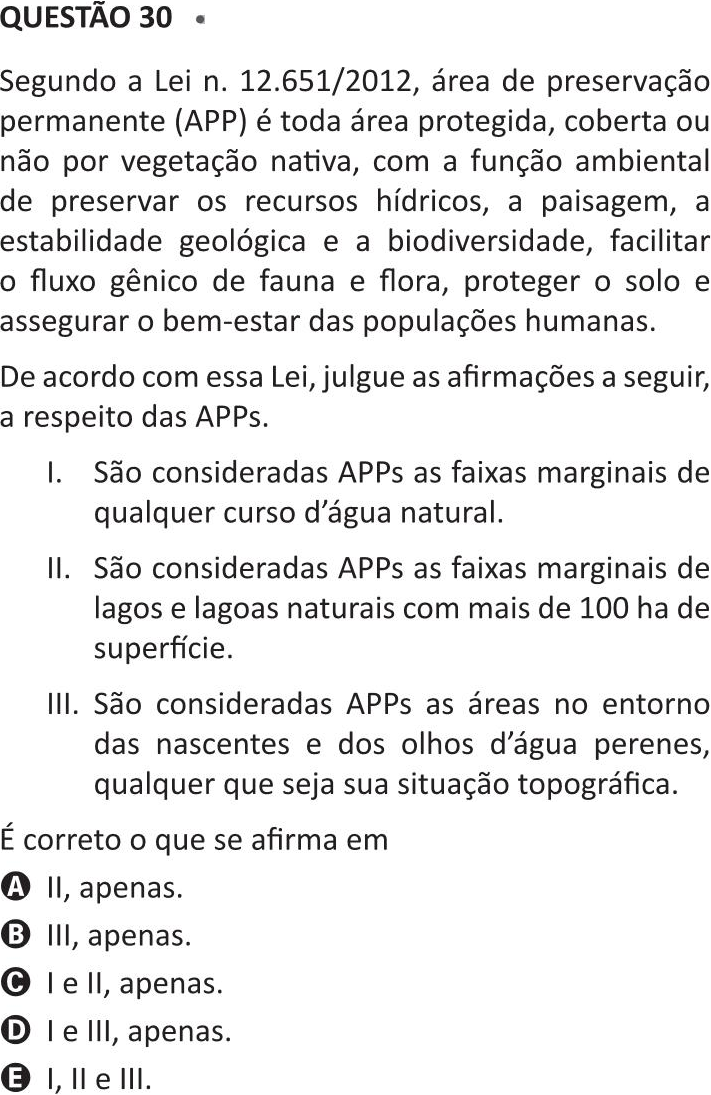 QUESTÃO 30
Segundo a Lei n. 12.651/2012, área de preservação
permanente (APP) é toda área protegida, coberta ou
não por vegetação nativa, com a função ambiental
de preservar os recursos hídricos, a paisagem, a
estabilidade geológica e a biodiversidade, facilitar
o fluxo gênico de fauna e flora, proteger o solo e
assegurar o bem-estar das populações humanas.
De acordo com essa Lei, julgue as afirmações a seguir,
a respeito das APPs.
I. São consideradas APPs as faixas marginais de
qualquer curso d’água natural.
II. São consideradas APPs as faixas marginais de
lagos e lagoas naturais com mais de 100 ha de
superfície.
III. São consideradas APPs as áreas no entorno
das nascentes e dos olhos d’água perenes,
qualquer que seja sua situação topográfica.
É correto o que se afirma em
A II, apenas.
B III, apenas.
C I e II, apenas.
D I e III, apenas.
E I, II e III.